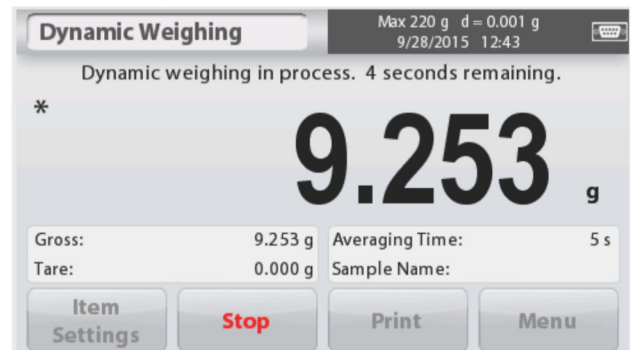 Dynamic Weighing
Max 220 g d = 0.001 g
9/28/2015 12:43
Dynamic weighing in process. 4 seconds remaining.
*
9.253 g
Gross: 9.253 g
Tare: 0.000 g
Averaging Time: 5 s
Sample Name:
Item
Settings
Stop
Print
Menu